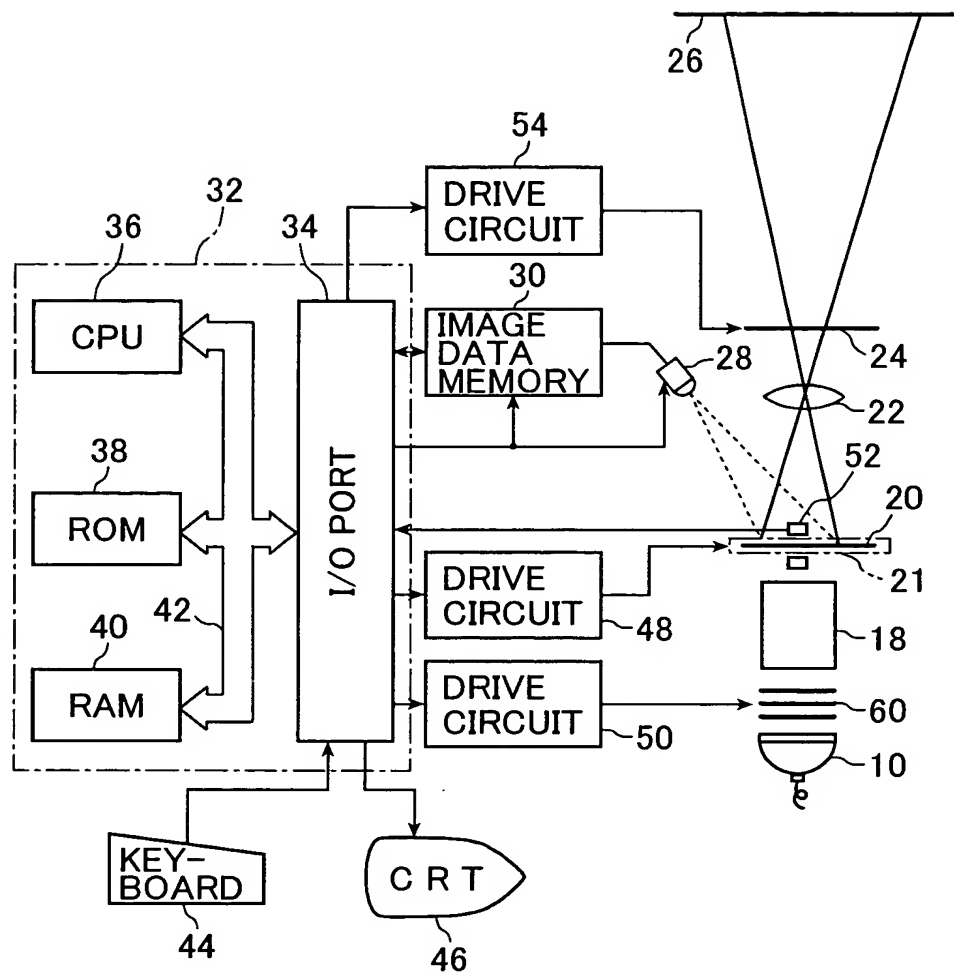 26
54
DRIVE
CIRCUIT
32
36
34
30
CPU
IMAGE
DATA
MEMORY
28
24
22
38
52
20
ROM
I/O PORT
21
42
DRIVE
CIRCUIT
48
18
40
RAM
DRIVE
CIRCUIT
50
60
10
KEY-
BOARD
44
CRT
46